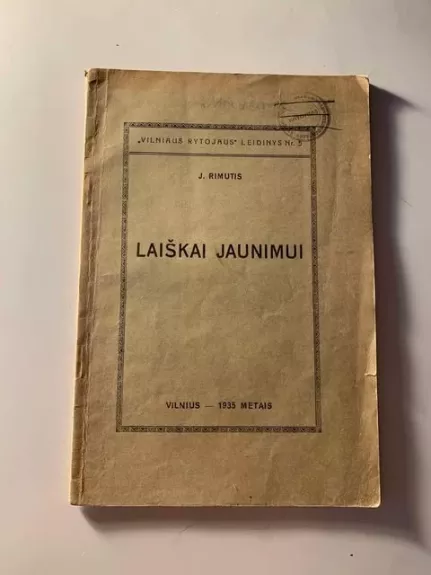 „VILNIAUS RYTOJAUS" LEIDINYS Nr. 5
J. RIMUTIS
LAIŠKAI JAUNIMUI
VILNIUS — 1935 METAIS